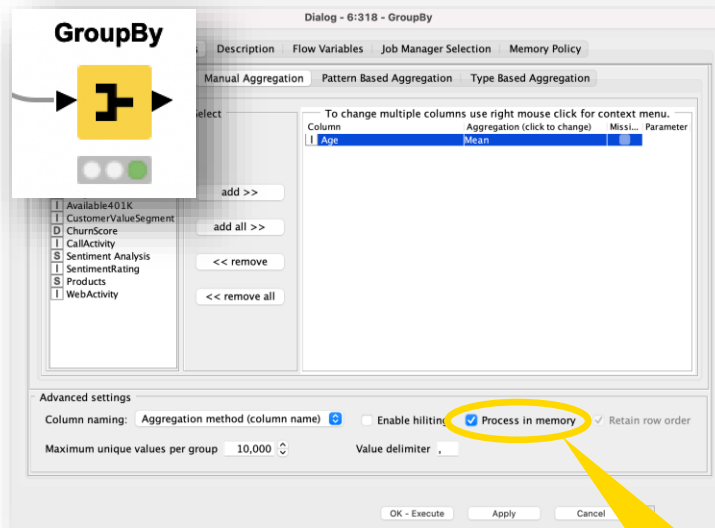 Dialog - 6:318 - GroupBy
GroupBy
Description Flow Variables Job Manager Selection Memory Policy
Manual Aggregation Pattern Based Aggregation Type Based Aggregation
Select
To change multiple columns use right mouse click for context menu.
Column Aggregation (click to change) Missi... Parameter
I Age Mean
add >>
I Available401K
I CustomerValueSegment
add all >>
D ChurnScore
I CallActivity
S Sentiment Analysis
<< remove
I SentimentRating
S Products
I WebActivity
<< remove all
Advanced settings
Column naming: Aggregation method (column name) Enable hiliting Process in memory Retain row order
Maximum unique values per group 10,000 Value delimiter ,
OK - Execute Apply Cancel